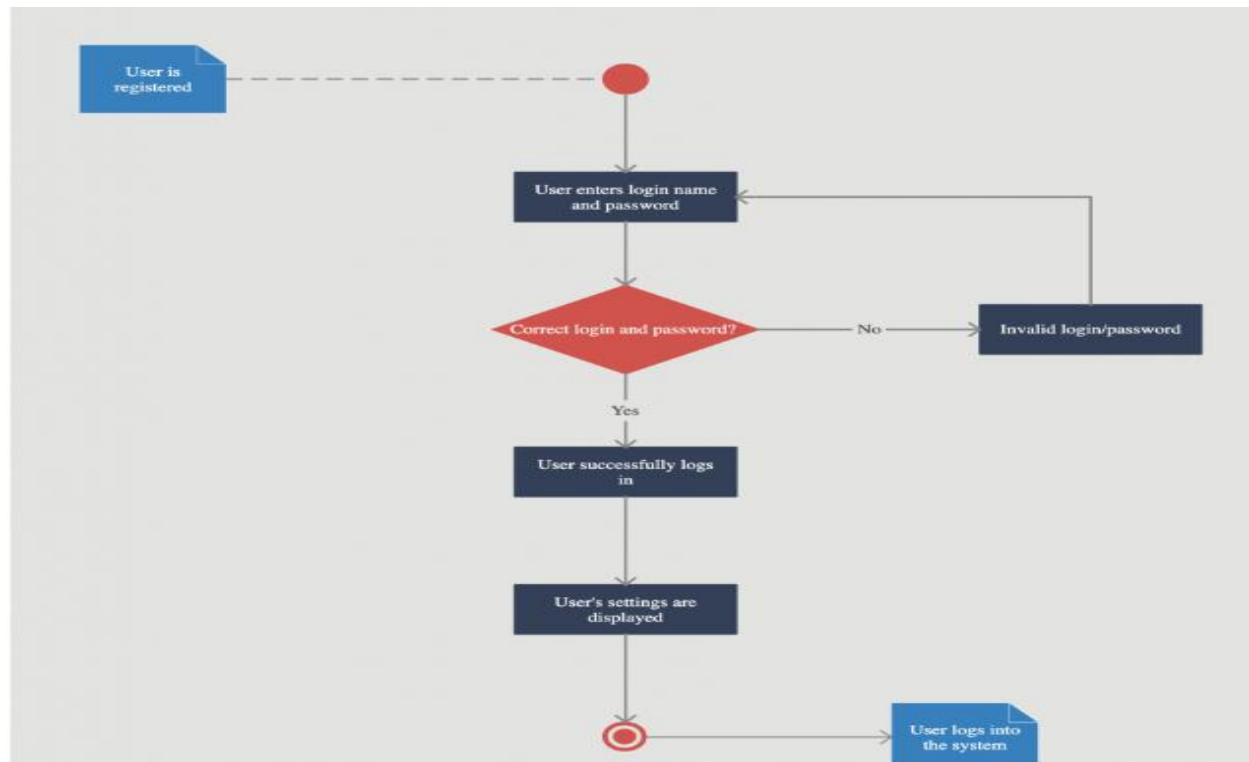 User is
registered
User enters login name
and password
Correct login and password?
No
Invalid login/password
Yes
User successfully logs
in
User's settings are
displayed
User logs into
the system